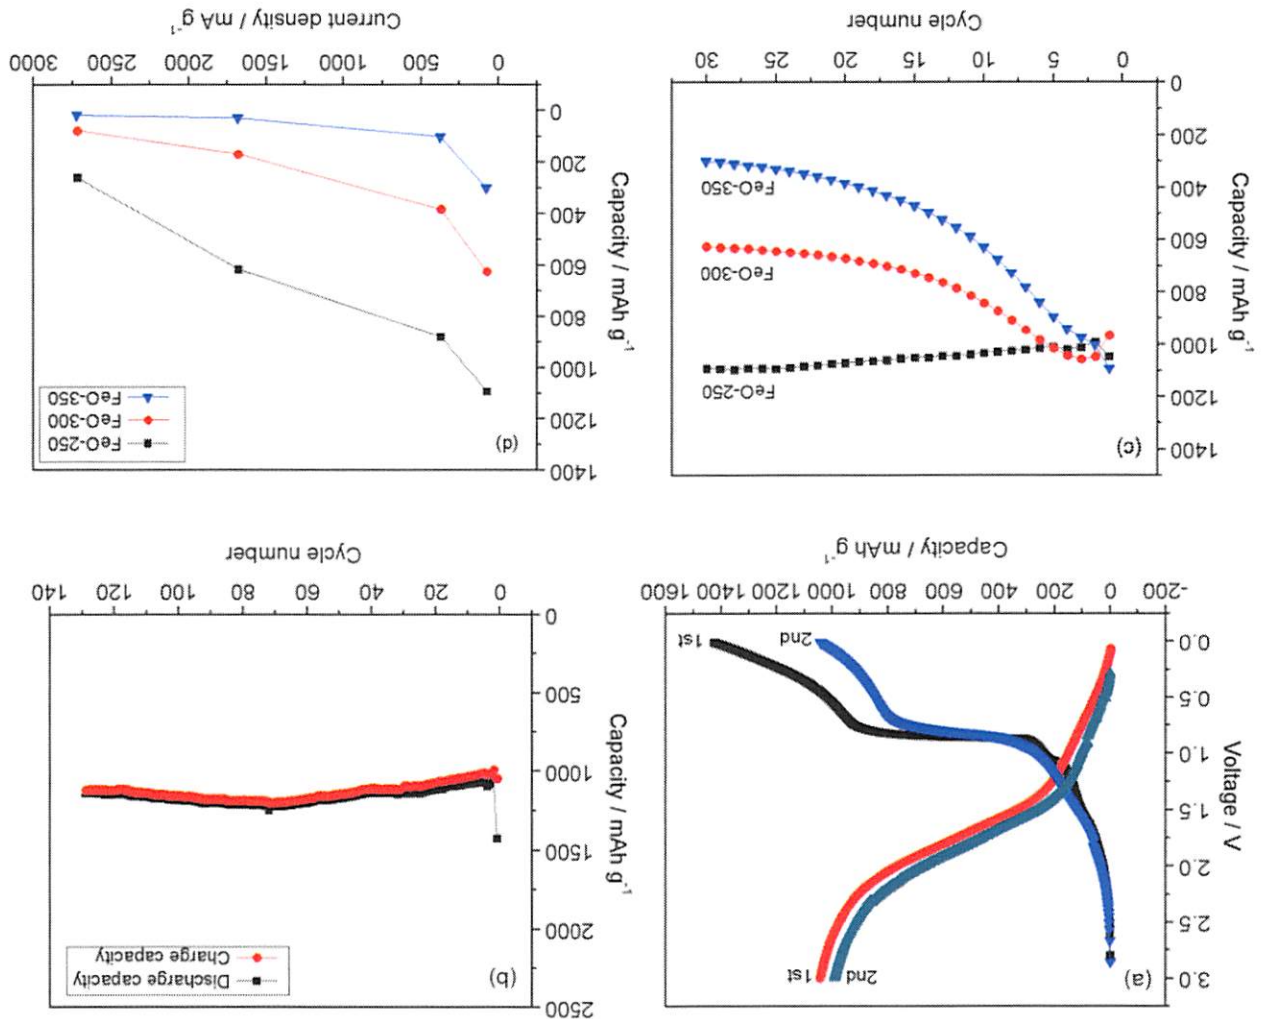 (a)
3.0
2.5
2.0
1.5
1.0
0.5
0.0
Voltage / V
2nd
1st
2nd
1st
-200 0 200 400 600 800 1000 1200 1400 1600
Capacity / mAh g⁻¹
(b)
2500
2000
1500
1000
500
0
Capacity / mAh g⁻¹
Discharge capacity
Charge capacity
0 20 40 60 80 100 120 140
Cycle number
(c)
1400
1200
1000
800
600
400
200
0
Capacity / mAh g⁻¹
FeO-250
FeO-300
FeO-350
0 5 10 15 20 25 30
Cycle number
(d)
1400
1200
1000
800
600
400
200
0
Capacity / mAh g⁻¹
FeO-250
FeO-300
FeO-350
0 500 1000 1500 2000 2500 3000
Current density / mA g⁻¹